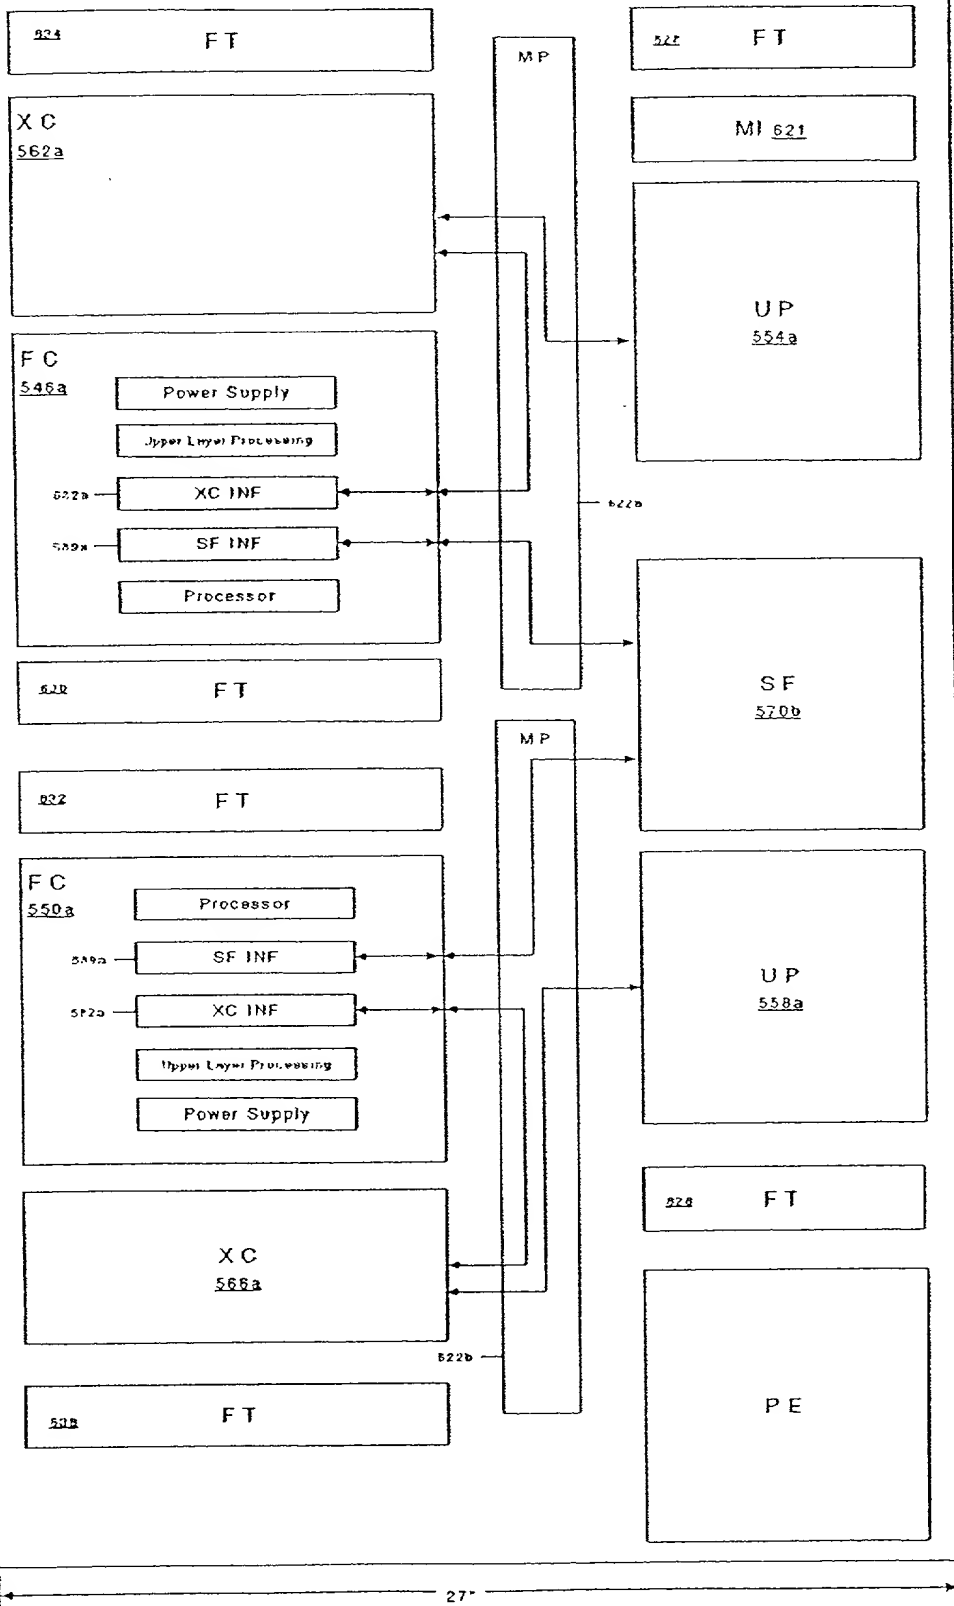 FT
MP
FT
XC
562a
MI 621
UP
554a
FC
546a
Power Supply
Upper Layer Processing
XC INF
622a
SF INF
Processor
SF
570b
FT
MP
FT
FC
550a
Processor
SF INF
XC INF
UP
558a
Upper Layer Processing
Power Supply
FT
XC
566a
622b
PE
FT
27"